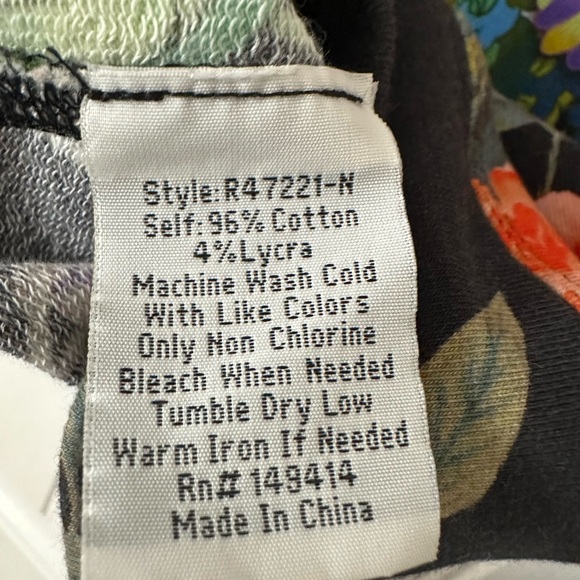 Style:R47221-N
Self:96% Cotton
4%Lycra
Machine Wash Cold
With Like Colors
Only Non Chlorine
Bleach When Needed
Tumble Dry Low
Warm Iron If Needed
Rn# 149414
Made In China